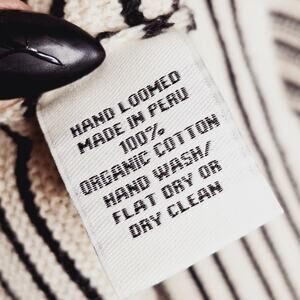 HAND LOOMED
MADE IN PERU
100%
ORGANIC COTTON
HAND WASH/
FLAT DRY OR
DRY CLEAN